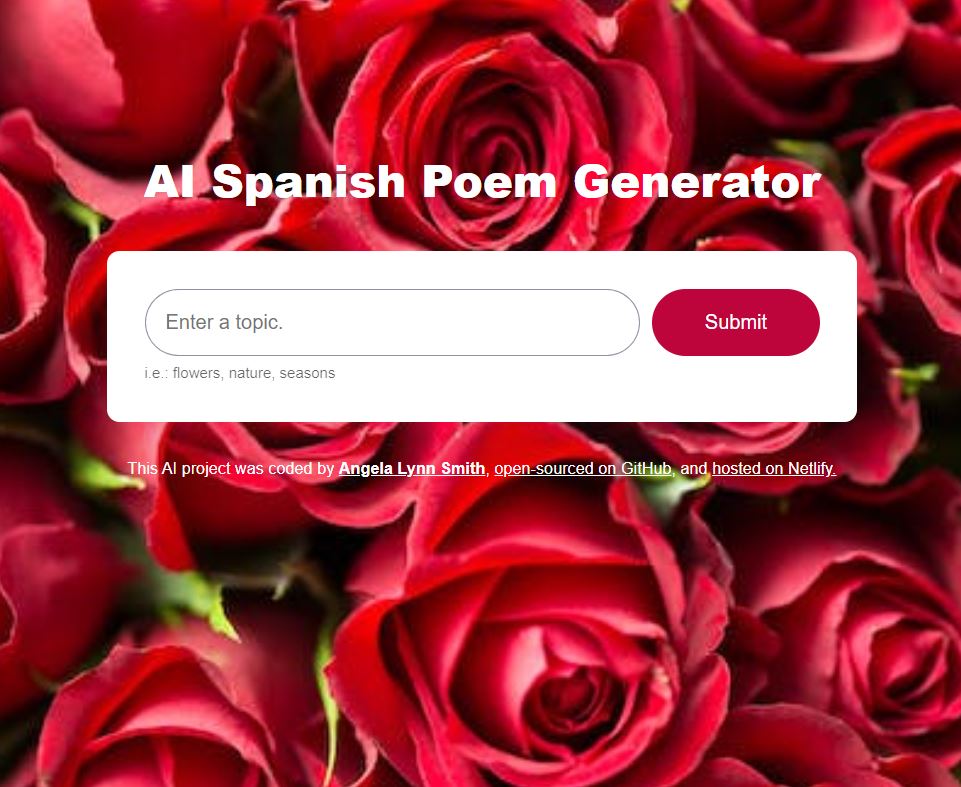 AI Spanish Poem Generator
Enter a topic.
Submit
i.e.: flowers, nature, seasons
This AI project was coded by Angela Lynn Smith, open-sourced on GitHub, and hosted on Netlify.